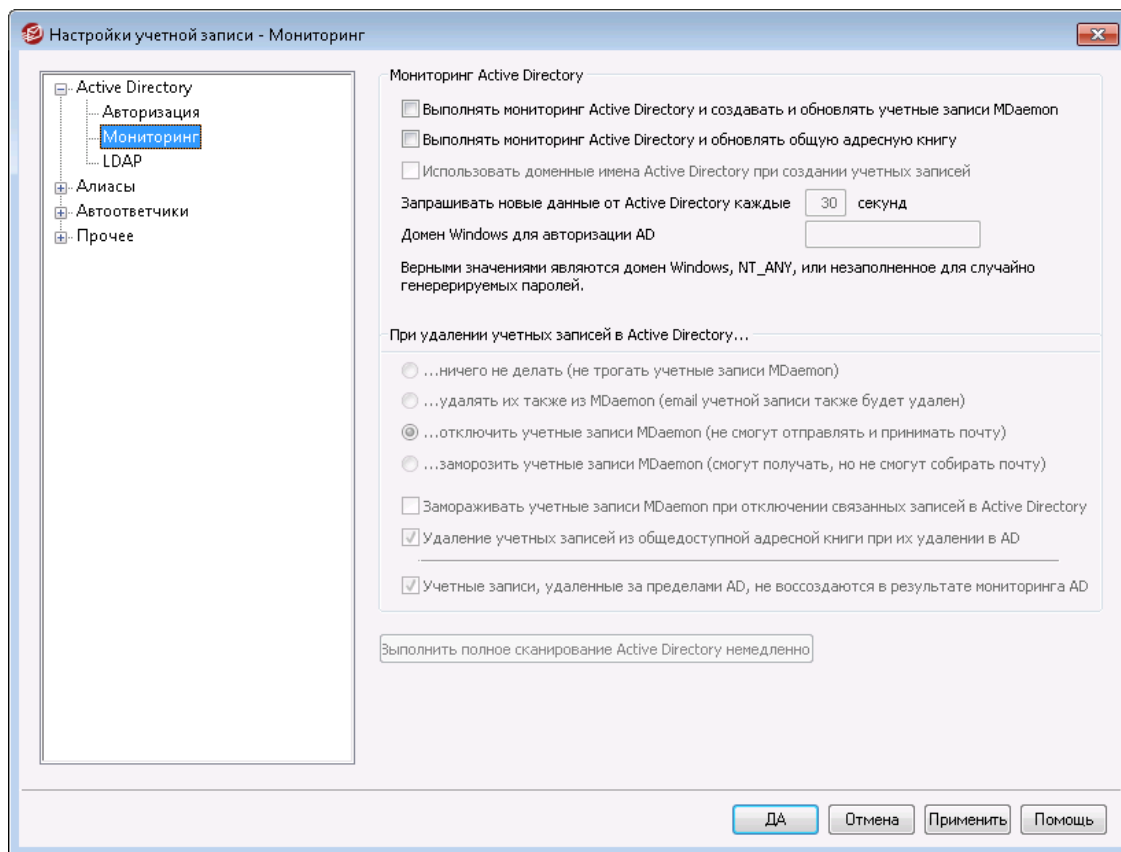 Настройки учетной записи - Мониторинг
Active Directory
Авторизация
Мониторинг
LDAP
Алиасы
Автоответчики
Прочее
Мониторинг Active Directory
Выполнять мониторинг Active Directory и создавать и обновлять учетные записи MDaemon
Выполнять мониторинг Active Directory и обновлять общую адресную книгу
Использовать доменные имена Active Directory при создании учетных записей
Запрашивать новые данные от Active Directory каждые 30 секунд
Домен Windows для авторизации AD
Верными значениями являются домен Windows, NT_ANY, или незаполненное для случайно
генерерируемых паролей.
При удалении учетных записей в Active Directory...
...ничего не делать (не трогать учетные записи MDaemon)
...удалять их также из MDaemon (email учетной записи также будет удален)
...отключить учетные записи MDaemon (не смогут отправлять и принимать почту)
...заморозить учетные записи MDaemon (смогут получать, но не смогут собирать почту)
Замораживать учетные записи MDaemon при отключении связанных записей в Active Directory
Удаление учетных записей из общедоступной адресной книги при их удалении в AD
Учетные записи, удаленные за пределами AD, не воссоздаются в результате мониторинга AD
Выполнить полное сканирование Active Directory немедленно
ДА
Отмена
Применить
Помощь